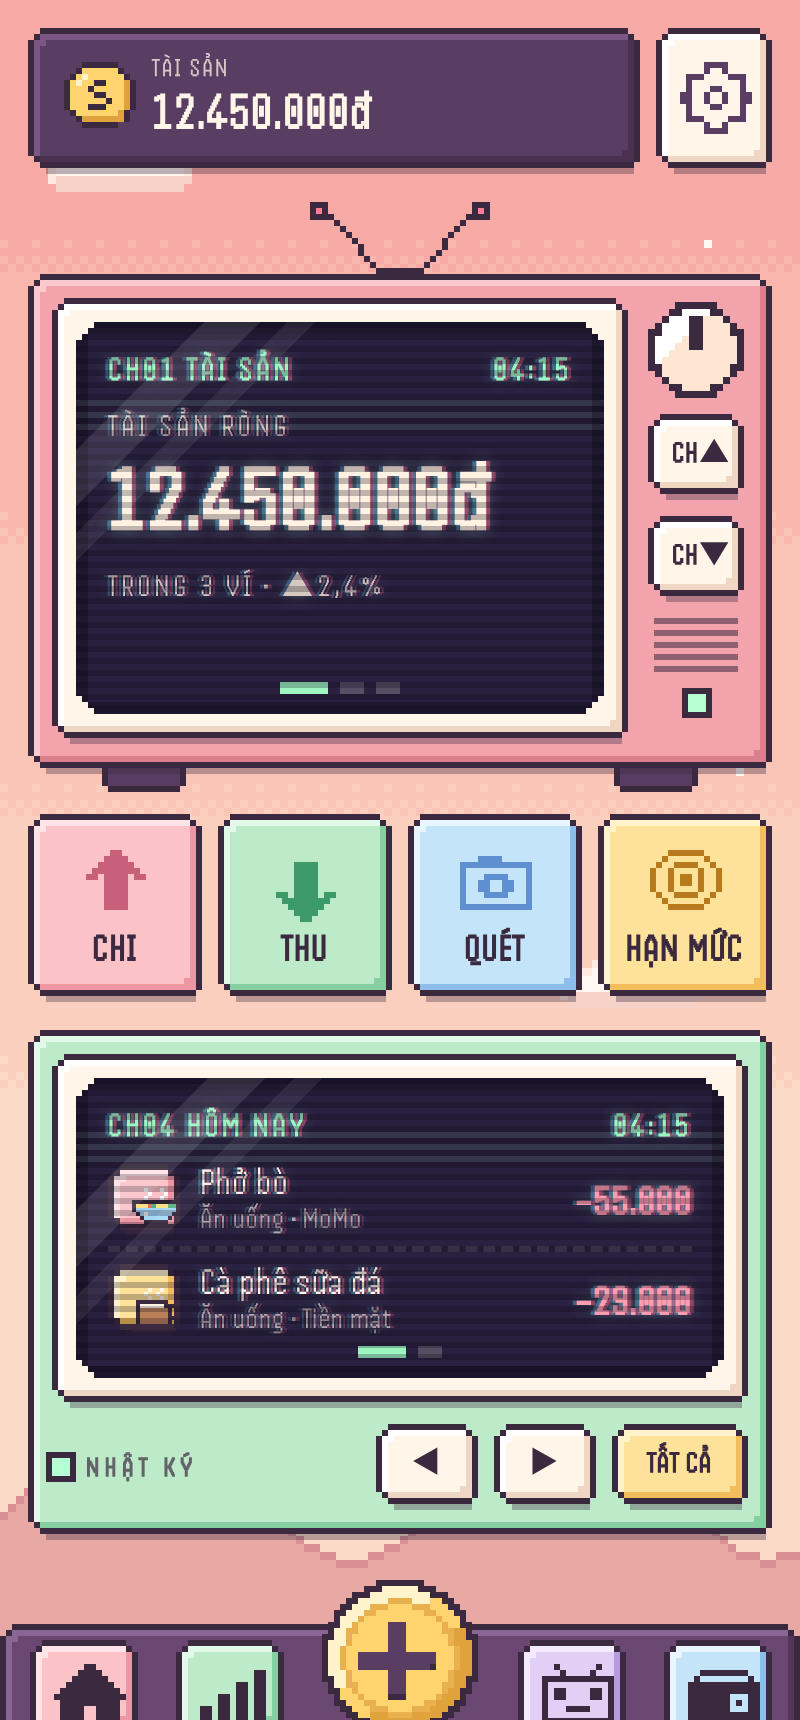 TÀI SẢN
12.450.000đ
CH01 TÀI SẢN
04:15
TÀI SẢN RÒNG
12.450.000đ
TRONG 3 VÍ · ▲2,4%
CH▲
CH▼
CHI
THU
QUÉT
HẠN MỨC
CH04 HÔM NAY
04:15
Phở bò
Ăn uống · MoMo
-55.000
Cà phê sữa đá
Ăn uống · Tiền mặt
-29.000
NHẬT KÝ
◀
▶
TẤT CẢ